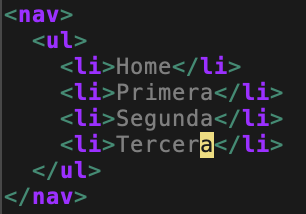 <nav>
  <ul>
    <li>Home</li>
    <li>Primera</li>
    <li>Segunda</li>
    <li>Tercera</li>
  </ul>
</nav>